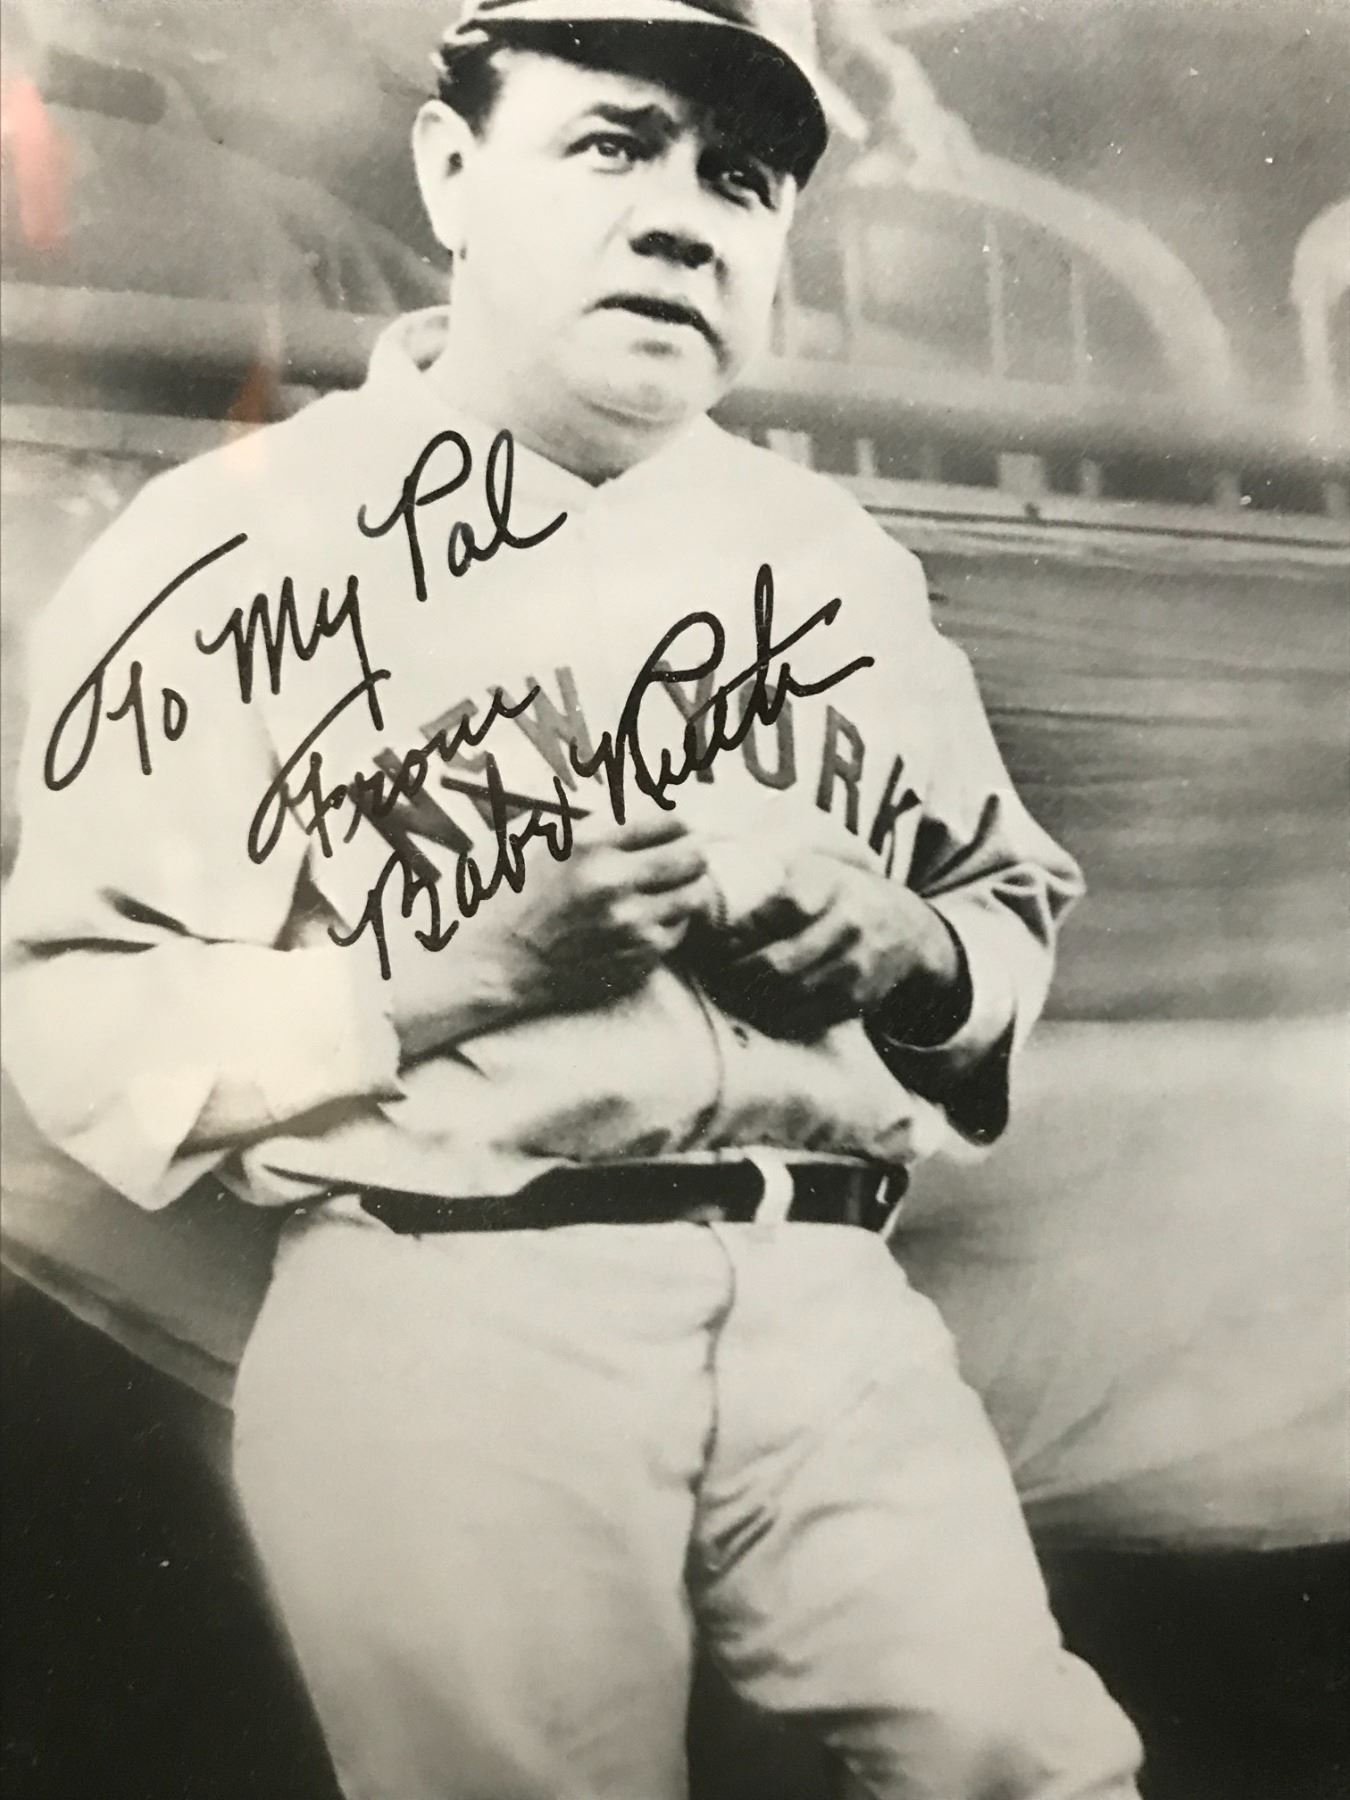 To My Pal
From
Babe Ruth
NEW YORK